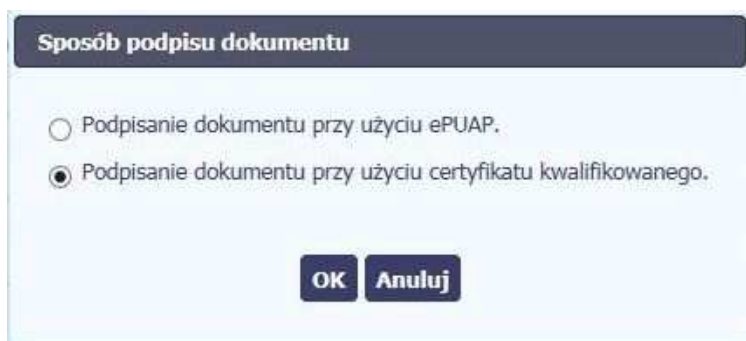 Sposób podpisu dokumentu
Podpisanie dokumentu przy użyciu ePUAP.
Podpisanie dokumentu przy użyciu certyfikatu kwalifikowanego.
OK Anuluj